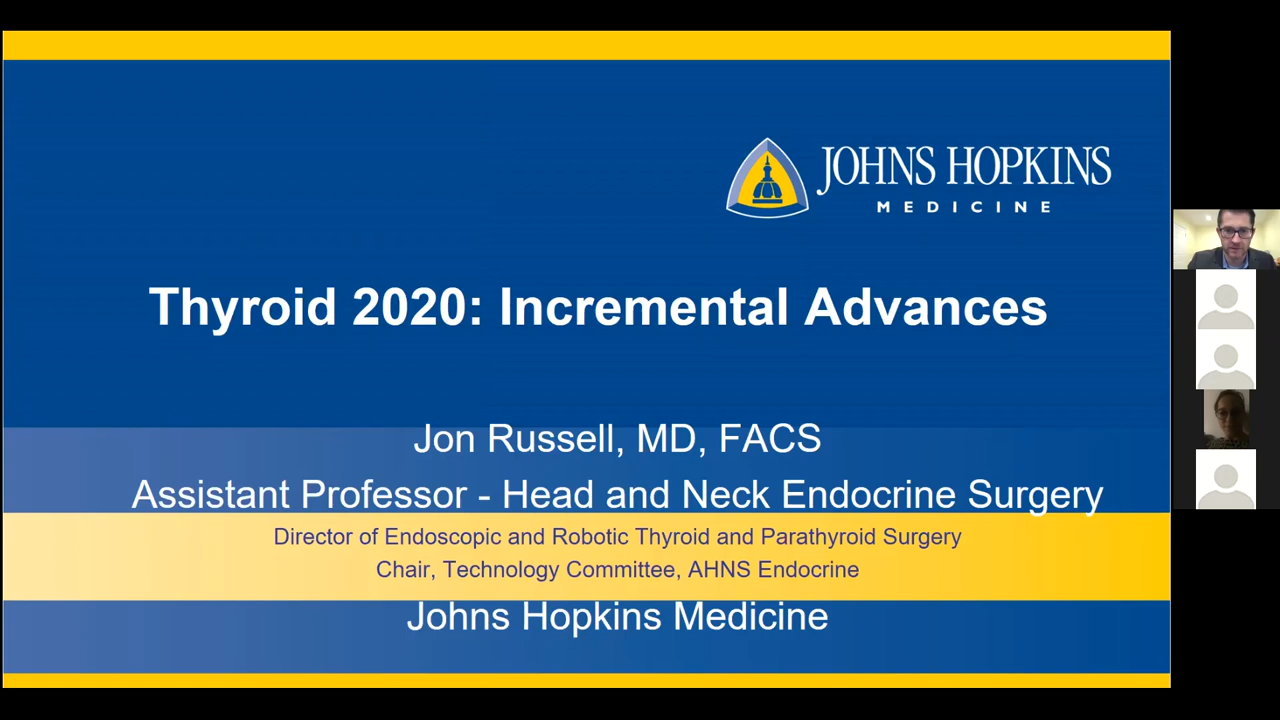 JOHNS HOPKINS
MEDICINE
Thyroid 2020: Incremental Advances
Jon Russell, MD, FACS
Assistant Professor - Head and Neck Endocrine Surgery
Director of Endoscopic and Robotic Thyroid and Parathyroid Surgery
Chair, Technology Committee, AHNS Endocrine
Johns Hopkins Medicine